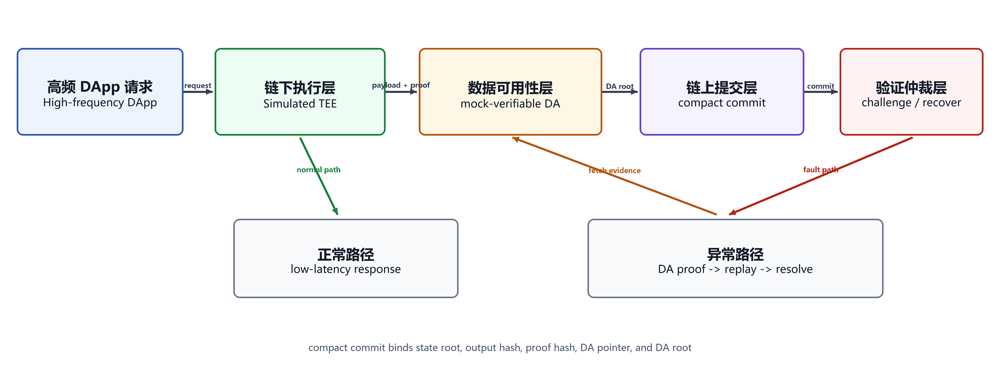 高频 DApp 请求
High-frequency DApp
request
链下执行层
Simulated TEE
payload + proof
数据可用性层
mock-verifiable DA
DA root
链上提交层
compact commit
commit
验证仲裁层
challenge / recover
normal path
fetch evidence
fault path
正常路径
low-latency response
异常路径
DA proof -> replay -> resolve
compact commit binds state root, output hash, proof hash, DA pointer, and DA root